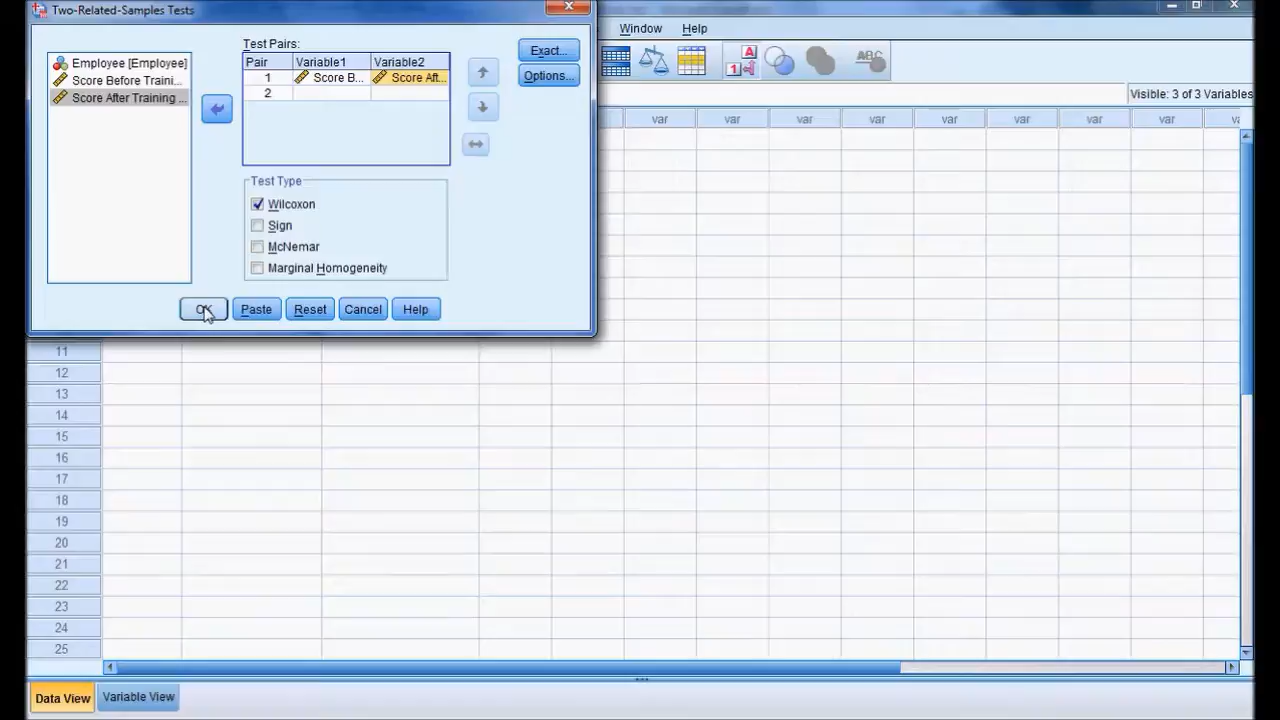 Two-Related-Samples Tests
Window Help
Employee [Employee]
Score Before Traini...
Score After Training ...
Test Pairs:
Pair Variable1 Variable2
1 Score B... Score Aft...
2
Exact...
Options...
Test Type
Wilcoxon
Sign
McNemar
Marginal Homogeneity
OK Paste Reset Cancel Help
A
1
ABC
Visible: 3 of 3 Variables
var var var var var var var var
11
12
13
14
15
16
17
18
19
20
21
22
23
24
25
Data View Variable View